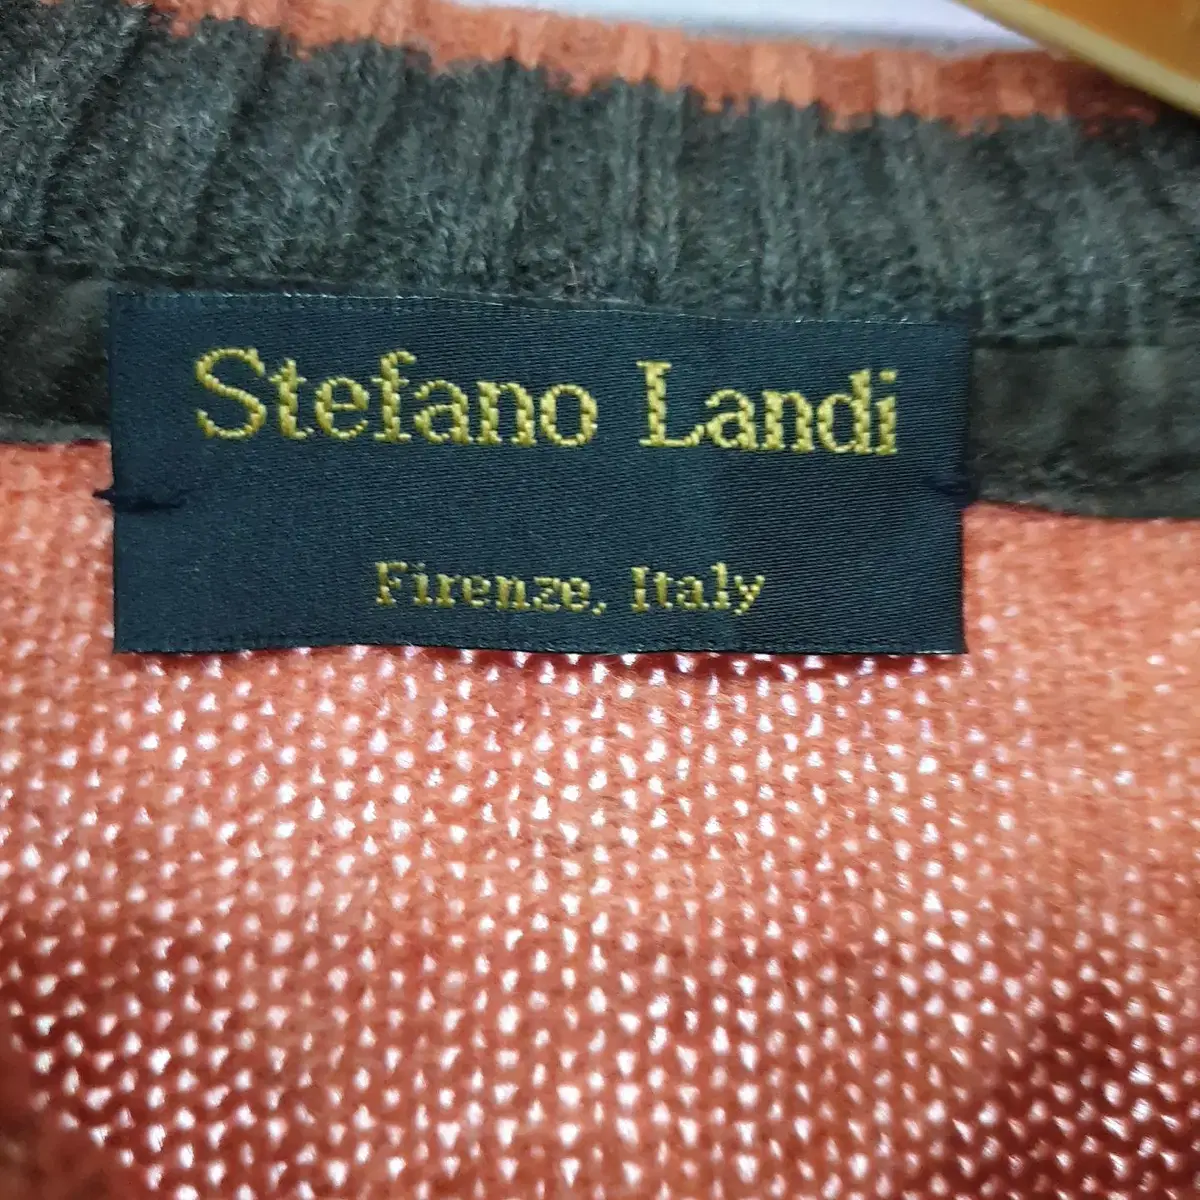 Stefano Landi
Firenze, Italy